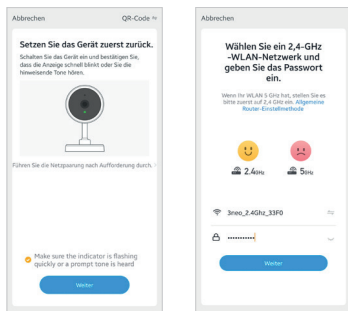 Abbrechen
QR-Code
Setzen Sie das Gerät zuerst zurück.
Schalten Sie das Gerät ein und bestätigen Sie,
dass die Anzeige schnell blinkt oder Sie die
hinweisende Tone hören.
Führen Sie die Netzpaarung nach Aufforderung durch.
Make sure the indicator is flashing
quickly or a prompt tone is heard
Weiter
Abbrechen
Wählen Sie ein 2,4-GHz
-WLAN-Netzwerk und
geben Sie das Passwort
ein.
Wenn Ihr WLAN 5 GHz hat, stellen Sie es
bitte zuerst auf 2,4 GHz ein. Allgemeine
Router-Einstellmethode
2.4GHz
5GHz
3neo_2.4Ghz_33F0
Weiter